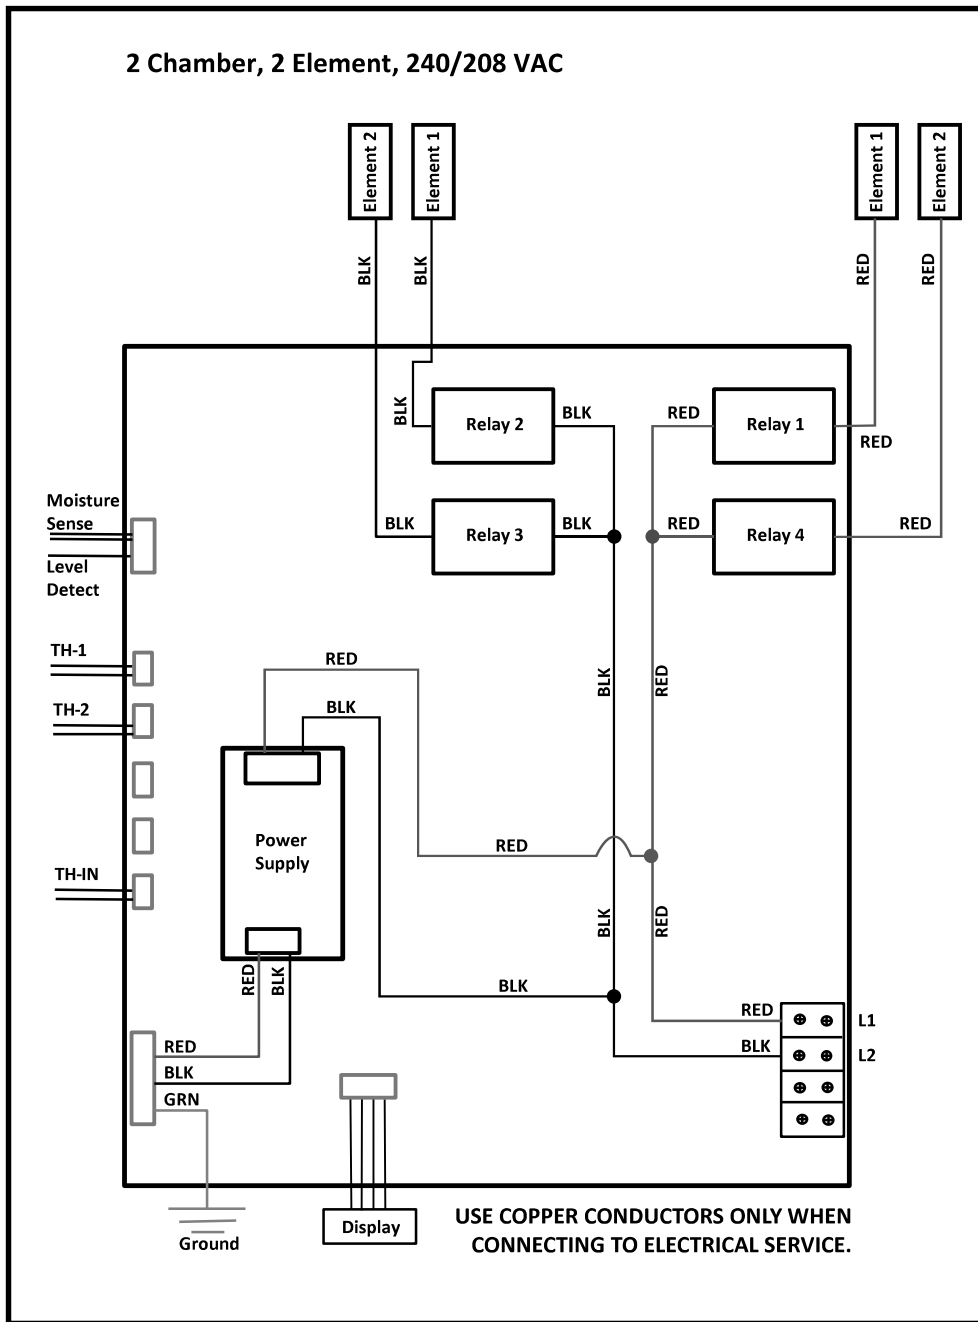 2 Chamber, 2 Element, 240/208 VAC
Element 2
Element 1
Element 1
Element 2
BLK
BLK
RED
RED
BLK
Relay 2
BLK
RED
Relay 1
RED
BLK
Relay 3
BLK
RED
Relay 4
RED
Moisture
Sense
Level
Detect
TH-1
TH-2
TH-IN
RED
BLK
BLK
RED
Power
Supply
RED
BLK
RED
RED
BLK
BLK
RED
L1
BLK
L2
RED
BLK
GRN
Ground
Display
USE COPPER CONDUCTORS ONLY WHEN
CONNECTING TO ELECTRICAL SERVICE.